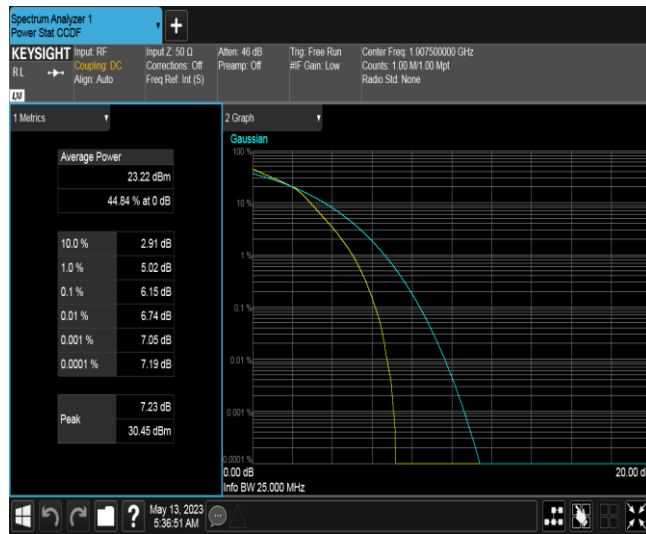 Spectrum Analyzer 1
Power Stat CCDF
+
KEYSIGHT
RL
LXI
Input: RF
Coupling: DC
Align: Auto
Input Z: 50 Ω
Corrections: Off
Freq Ref: Int (S)
Atten: 46 dB
Preamp: Off
Trig: Free Run
#IF Gain: Low
Center Freq: 1.907500000 GHz
Counts: 1.00 M/1.00 Mpt
Radio Std: None
1 Metrics
Average Power
23.22 dBm
44.84 % at 0 dB
10.0 % 2.91 dB
1.0 % 5.02 dB
0.1 % 6.15 dB
0.01 % 6.74 dB
0.001 % 7.05 dB
0.0001 % 7.19 dB
Peak
7.23 dB
30.45 dBm
2 Graph
Gaussian
100 %
10 %
1 %
0.1 %
0.01 %
0.001 %
0.0001 %
0.00 dB
20.00 d
Info BW 25.000 MHz
?
May 13, 2023
5:36:51 AM